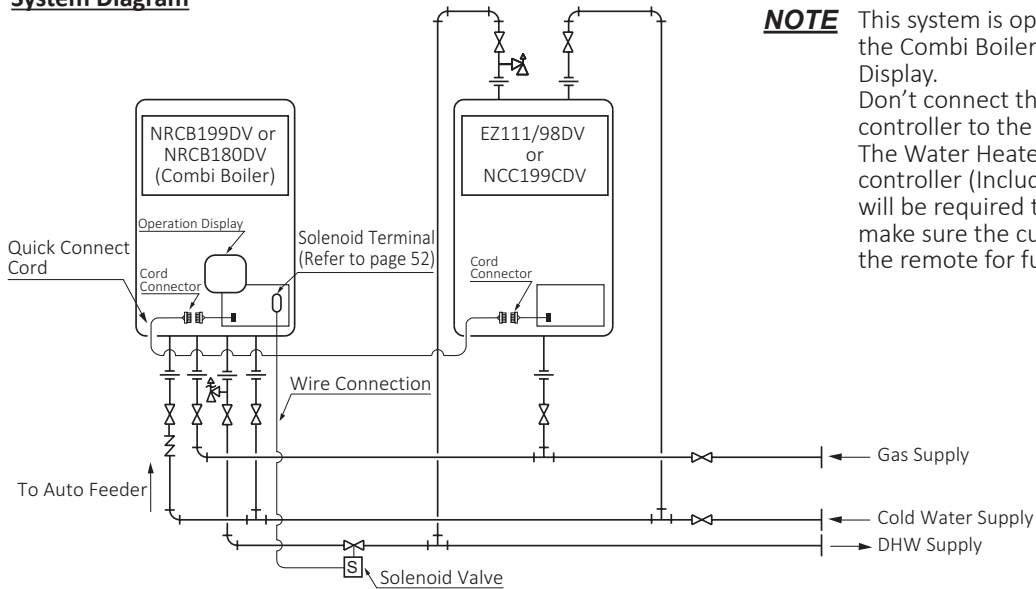 System Diagram
NOTE This system is op
the Combi Boiler
Display.
Don't connect th
controller to the
The Water Heate
controller (Includ
will be required t
make sure the cu
the remote for fu
NRCB199DV or
NRCB180DV
(Combi Boiler)
EZ111/98DV
or
NCC199CDV
Operation Display
Solenoid Terminal
(Refer to page 52)
Quick Connect
Cord
Cord
Connector
Cord
Connector
Wire Connection
To Auto Feeder
Gas Supply
Cold Water Supply
DHW Supply
S
Solenoid Valve